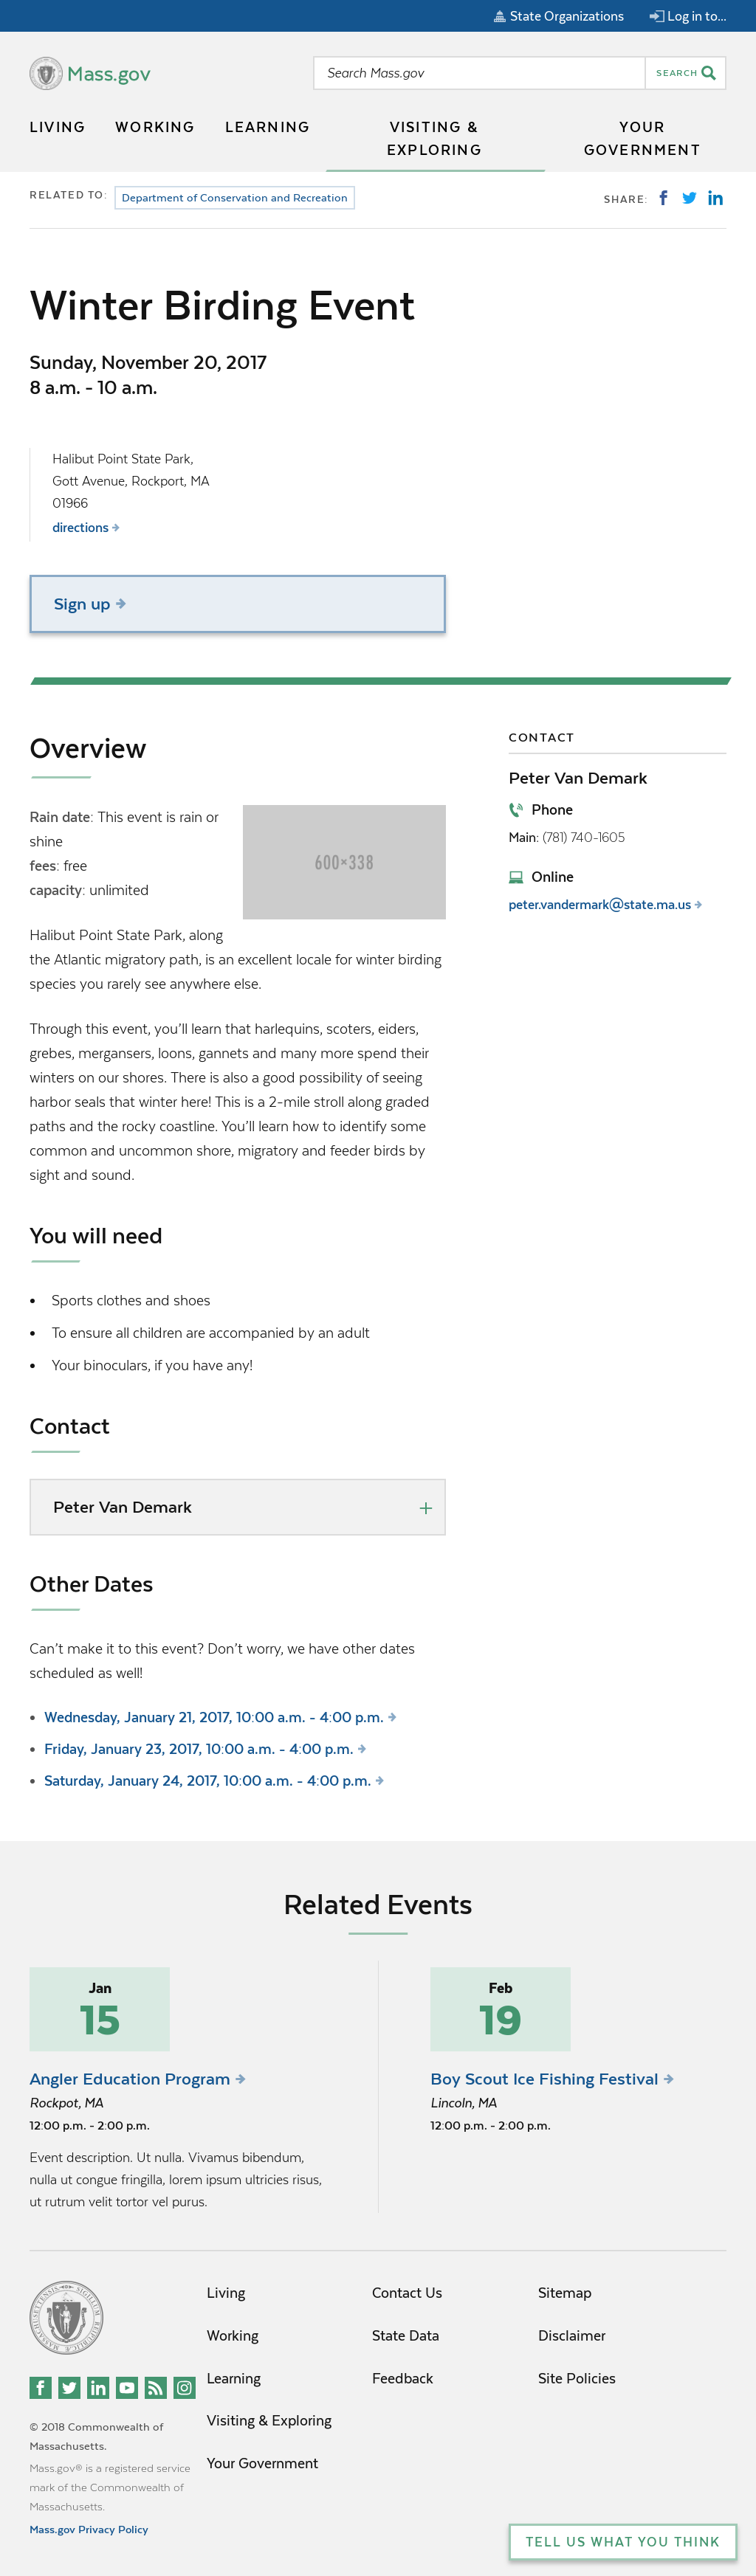 State Organizations
Log in to...
Mass.gov
Search Mass.gov
SEARCH
LIVING
WORKING
LEARNING
VISITING &
EXPLORING
YOUR
GOVERNMENT
RELATED TO:
Department of Conservation and Recreation
SHARE:
Winter Birding Event
Sunday, November 20, 2017
8 a.m. - 10 a.m.
Halibut Point State Park,
Gott Avenue, Rockport, MA
01966
directions
Sign up
Overview
Rain date: This event is rain or
shine
fees: free
capacity: unlimited
600×338
Halibut Point State Park, along
the Atlantic migratory path, is an excellent locale for winter birding
species you rarely see anywhere else.
Through this event, you’ll learn that harlequins, scoters, eiders,
grebes, mergansers, loons, gannets and many more spend their
winters on our shores. There is also a good possibility of seeing
harbor seals that winter here! This is a 2-mile stroll along graded
paths and the rocky coastline. You’ll learn how to identify some
common and uncommon shore, migratory and feeder birds by
sight and sound.
You will need
Sports clothes and shoes
To ensure all children are accompanied by an adult
Your binoculars, if you have any!
Contact
Peter Van Demark
Other Dates
Can’t make it to this event? Don’t worry, we have other dates
scheduled as well!
Wednesday, January 21, 2017, 10:00 a.m. - 4:00 p.m.
Friday, January 23, 2017, 10:00 a.m. - 4:00 p.m.
Saturday, January 24, 2017, 10:00 a.m. - 4:00 p.m.
CONTACT
Peter Van Demark
Phone
Main: (781) 740-1605
Online
peter.vandermark@state.ma.us
Related Events
Jan
15
Angler Education Program
Rockpot, MA
12:00 p.m. - 2:00 p.m.
Event description. Ut nulla. Vivamus bibendum,
nulla ut congue fringilla, lorem ipsum ultricies risus,
ut rutrum velit tortor vel purus.
Feb
19
Boy Scout Ice Fishing Festival
Lincoln, MA
12:00 p.m. - 2:00 p.m.
Living
Working
Learning
Visiting & Exploring
Your Government
Contact Us
State Data
Feedback
Sitemap
Disclaimer
Site Policies
© 2018 Commonwealth of
Massachusetts.
Mass.gov® is a registered service
mark of the Commonwealth of
Massachusetts.
Mass.gov Privacy Policy
TELL US WHAT YOU THINK